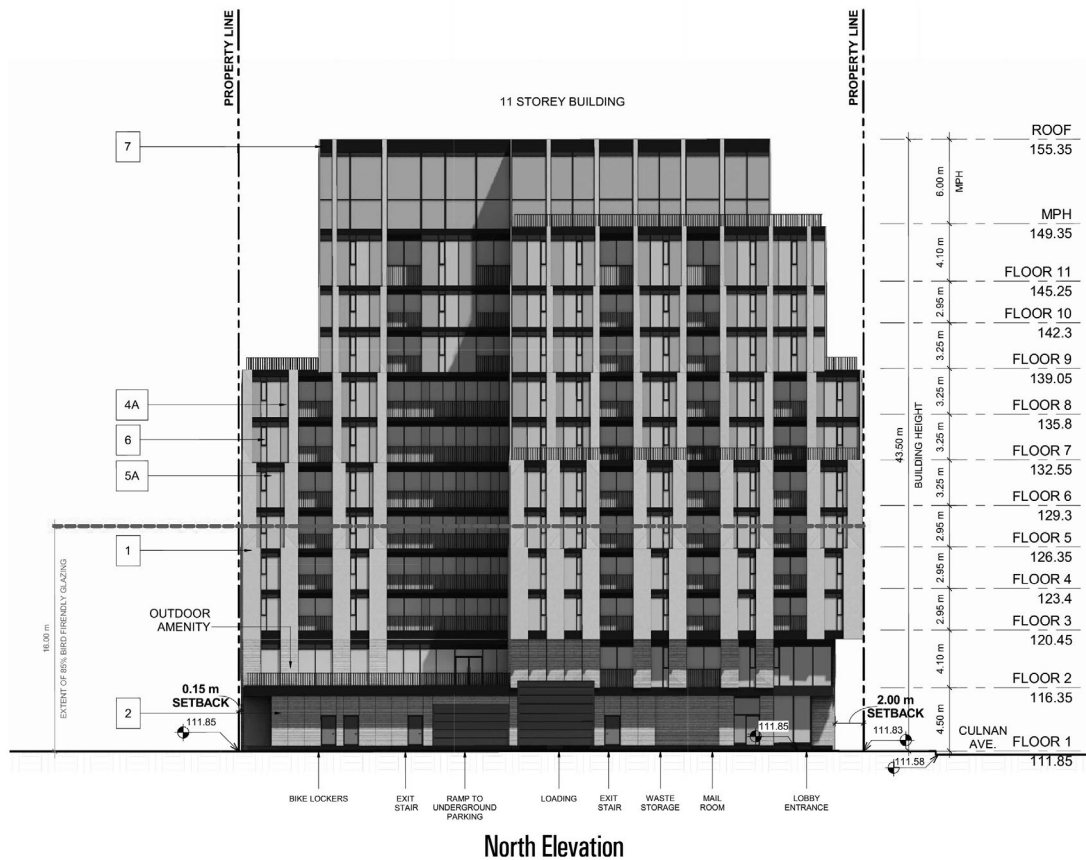 PROPERTY LINE
PROPERTY LINE
11 STOREY BUILDING
7
4A
6
5A
1
2
OUTDOOR
AMENITY
16.00 m
EXTENT OF 85% BIRD FIRENDLY GLAZING
0.15 m
SETBACK
111.85
111.85
2.00 m
SETBACK
111.83
111.58
CULNAN
AVE.
43.50 m
BUILDING HEIGHT
ROOF
155.35
6.00 m
MPH
MPH
149.35
4.10 m
FLOOR 11
145.25
2.95 m
FLOOR 10
142.3
3.25 m
FLOOR 9
139.05
3.25 m
FLOOR 8
135.8
3.25 m
FLOOR 7
132.55
3.25 m
FLOOR 6
129.3
2.95 m
FLOOR 5
126.35
2.95 m
FLOOR 4
123.4
2.95 m
FLOOR 3
120.45
4.10 m
FLOOR 2
116.35
4.50 m
FLOOR 1
111.85
BIKE LOCKERS
EXIT
STAIR
RAMP TO
UNDERGROUND
PARKING
LOADING
EXIT
STAIR
WASTE
STORAGE
MAIL
ROOM
LOBBY
ENTRANCE
North Elevation